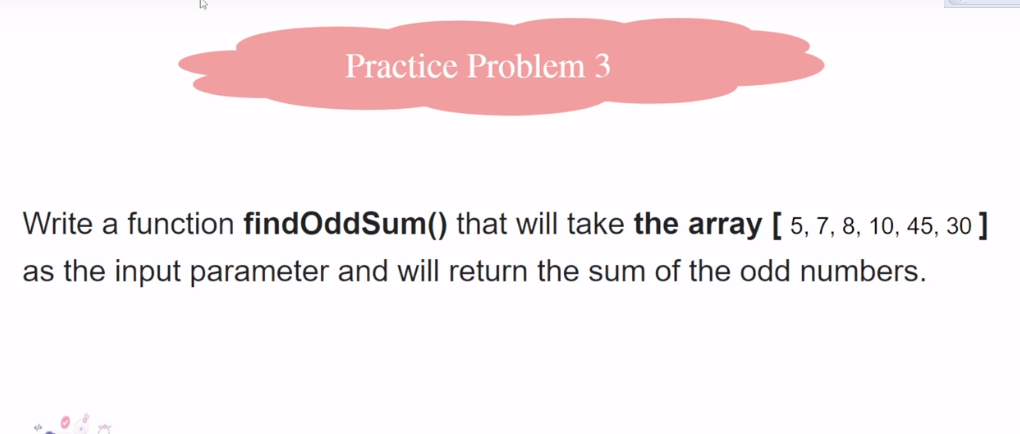 Practice Problem 3
Write a function findOddSum() that will take the array [ 5, 7, 8, 10, 45, 30 ]
as the input parameter and will return the sum of the odd numbers.